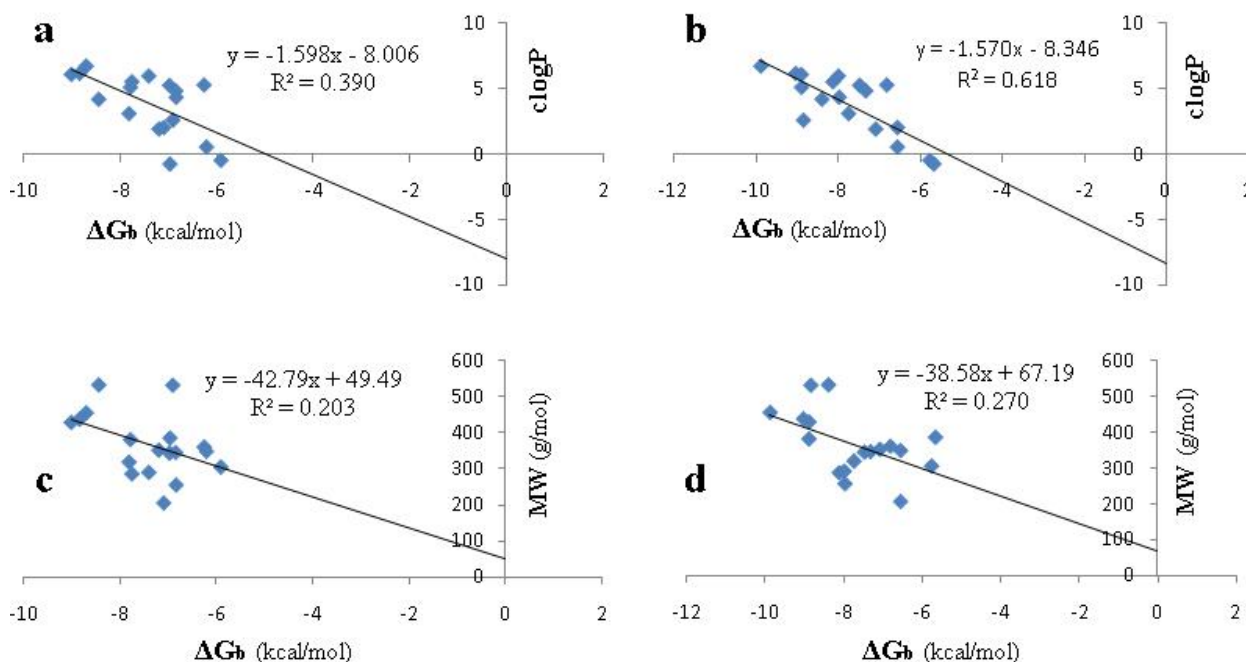 a
y = -1.598x - 8.006
R² = 0.390
10
5
0
-5
-10
clogP
-10 -8 -6 -4 -2 0 2
ΔGb (kcal/mol)
b
y = -1.570x - 8.346
R² = 0.618
10
5
0
-5
-10
clogP
-12 -10 -8 -6 -4 -2 0 2
ΔGb (kcal/mol)
c
y = -42.79x + 49.49
R² = 0.203
600
500
400
300
200
100
0
MW (g/mol)
-10 -8 -6 -4 -2 0 2
ΔGb (kcal/mol)
d
y = -38.58x + 67.19
R² = 0.270
600
500
400
300
200
100
0
MW (g/mol)
-12 -10 -8 -6 -4 -2 0 2
ΔGb (kcal/mol)